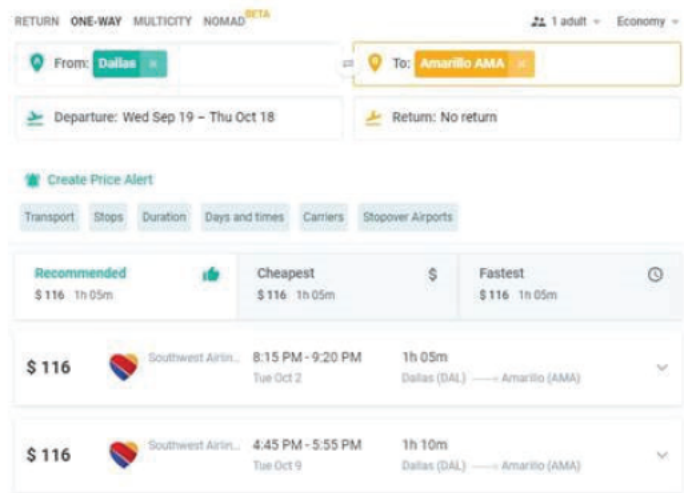 RETURN ONE-WAY MULTICITY NOMAD BETA 1 adult Economy
From: Dallas × To: Amarillo AMA ×
Departure: Wed Sep 19 – Thu Oct 18 Return: No return
Create Price Alert
Transport Stops Duration Days and times Carriers Stopover Airports
Recommended Cheapest $ Fastest
$ 116 1h 05m $ 116 1h 05m $ 116 1h 05m
$ 116 Southwest Airlin... 8:15 PM - 9:20 PM 1h 05m
Tue Oct 2 Dallas (DAL) Amarillo (AMA)
$ 116 Southwest Airlin... 4:45 PM - 5:55 PM 1h 10m
Tue Oct 9 Dallas (DAL) Amarillo (AMA)